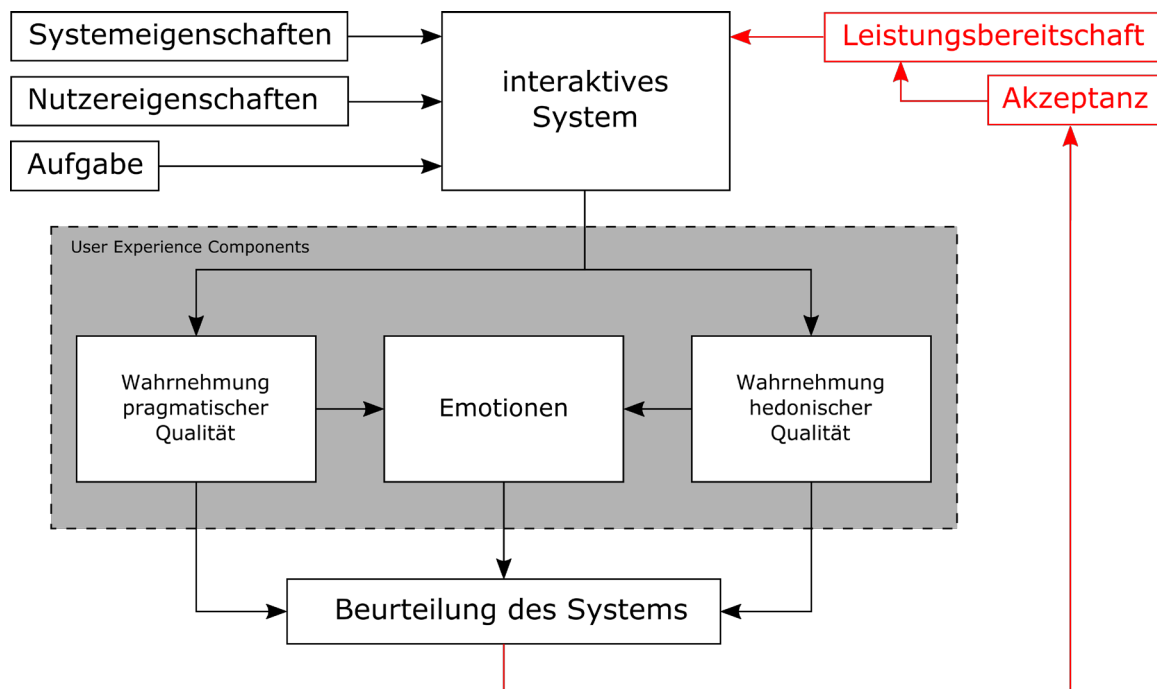 Systemeigenschaften
Nutzereigenschaften
Aufgabe
interaktives
System
Leistungsbereitschaft
Akzeptanz
User Experience Components
Wahrnehmung
pragmatischer
Qualität
Emotionen
Wahrnehmung
hedonischer
Qualität
Beurteilung des Systems